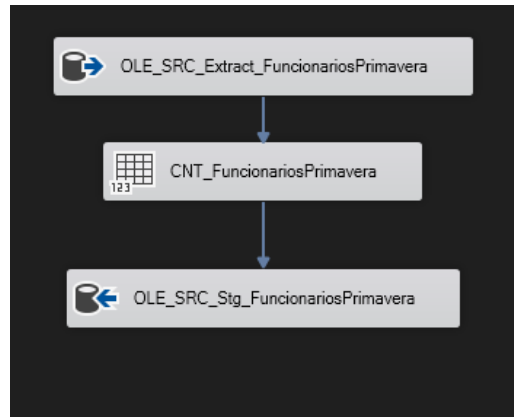 OLE_SRC_Extract_FuncionariosPrimavera
123
CNT_FuncionariosPrimavera
OLE_SRC_Stg_FuncionariosPrimavera